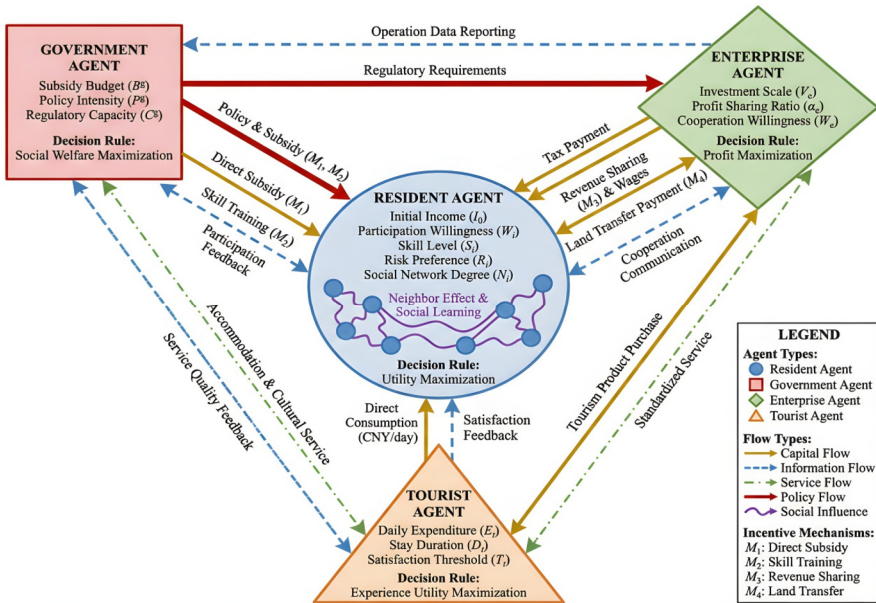 Operation Data Reporting
GOVERNMENT
AGENT
Subsidy Budget (Bᵍ)
Policy Intensity (Pᵍ)
Regulatory Capacity (Cᵍ)
Decision Rule:
Social Welfare Maximization
Regulatory Requirements
ENTERPRISE
AGENT
Investment Scale (V_c)
Profit Sharing Ratio (α_c)
Cooperation Willingness (W_c)
Decision Rule:
Profit Maximization
Policy & Subsidy (M₁, M₂)
Direct Subsidy (M₁)
Skill Training (M₂)
Participation
Feedback
Tax Payment
Revenue Sharing
(M₃) & Wages
Land Transfer Payment (M₄)
Cooperation
Communication
RESIDENT AGENT
Initial Income (I₀)
Participation Willingness (Wᵢ)
Skill Level (Sᵢ)
Risk Preference (Rᵢ)
Social Network Degree (Nᵢ)
Neighbor Effect &
Social Learning
Decision Rule:
Utility Maximization
Accommodation & Cultural Service
Service Quality Feedback
Tourism Product Purchase
Standardized Service
Direct
Consumption
(CNY/day)
Satisfaction
Feedback
TOURIST
AGENT
Daily Expenditure (Eₜ)
Stay Duration (Dₜ)
Satisfaction Threshold (Tₜ)
Decision Rule:
Experience Utility Maximization
LEGEND
Agent Types:
Resident Agent
Government Agent
Enterprise Agent
Tourist Agent
Flow Types:
Capital Flow
Information Flow
Service Flow
Policy Flow
Social Influence
Incentive Mechanisms:
M₁: Direct Subsidy
M₂: Skill Training
M₃: Revenue Sharing
M₄: Land Transfer